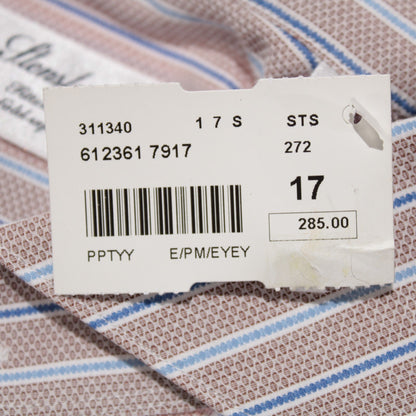 311340 1 7 S STS
612361 7917 272
17
285.00
PPTYY E/PM/EYEY